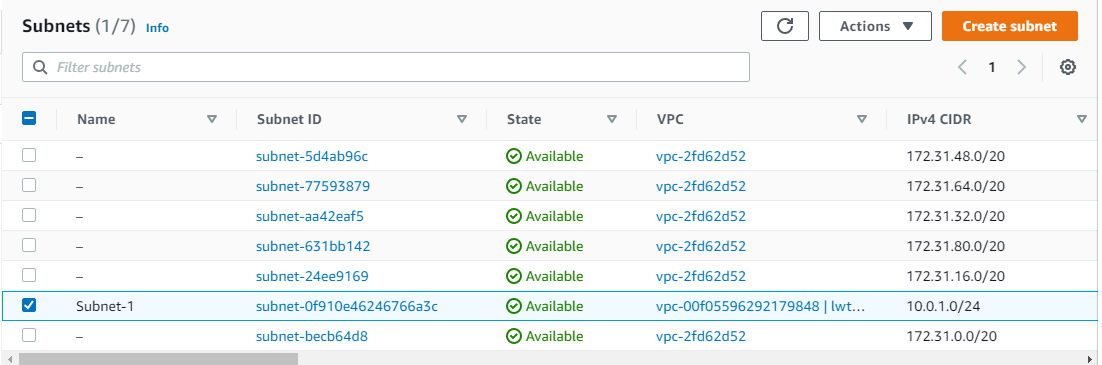 Subnets (1/7) Info Actions Create subnet
Filter subnets 1
Name Subnet ID State VPC IPv4 CIDR
– subnet-5d4ab96c Available vpc-2fd62d52 172.31.48.0/20
– subnet-77593879 Available vpc-2fd62d52 172.31.64.0/20
– subnet-aa42eaf5 Available vpc-2fd62d52 172.31.32.0/20
– subnet-631bb142 Available vpc-2fd62d52 172.31.80.0/20
– subnet-24ee9169 Available vpc-2fd62d52 172.31.16.0/20
Subnet-1 subnet-0f910e46246766a3c Available vpc-00f05596292179848 | lwt... 10.0.1.0/24
– subnet-becb64d8 Available vpc-2fd62d52 172.31.0.0/20